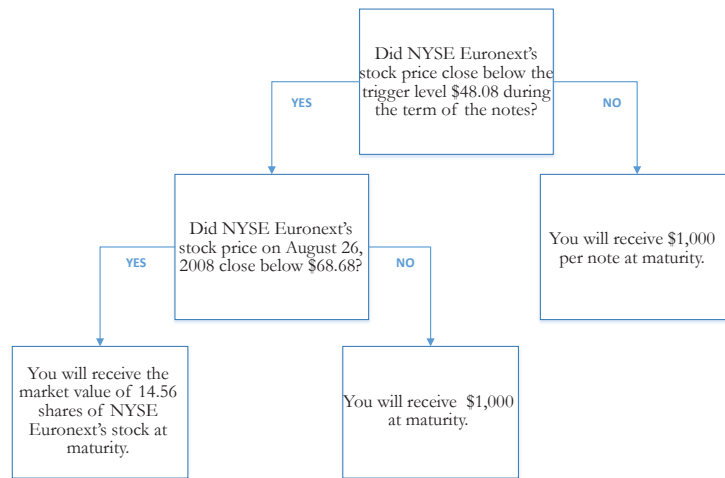 Did NYSE Euronext's
stock price close below the
trigger level $48.08 during
the term of the notes?
YES
NO
Did NYSE Euronext's
stock price on August 26,
2008 close below $68.68?
You will receive $1,000
per note at maturity.
YES
NO
You will receive the
market value of 14.56
shares of NYSE
Euronext's stock at
maturity.
You will receive $1,000
at maturity.